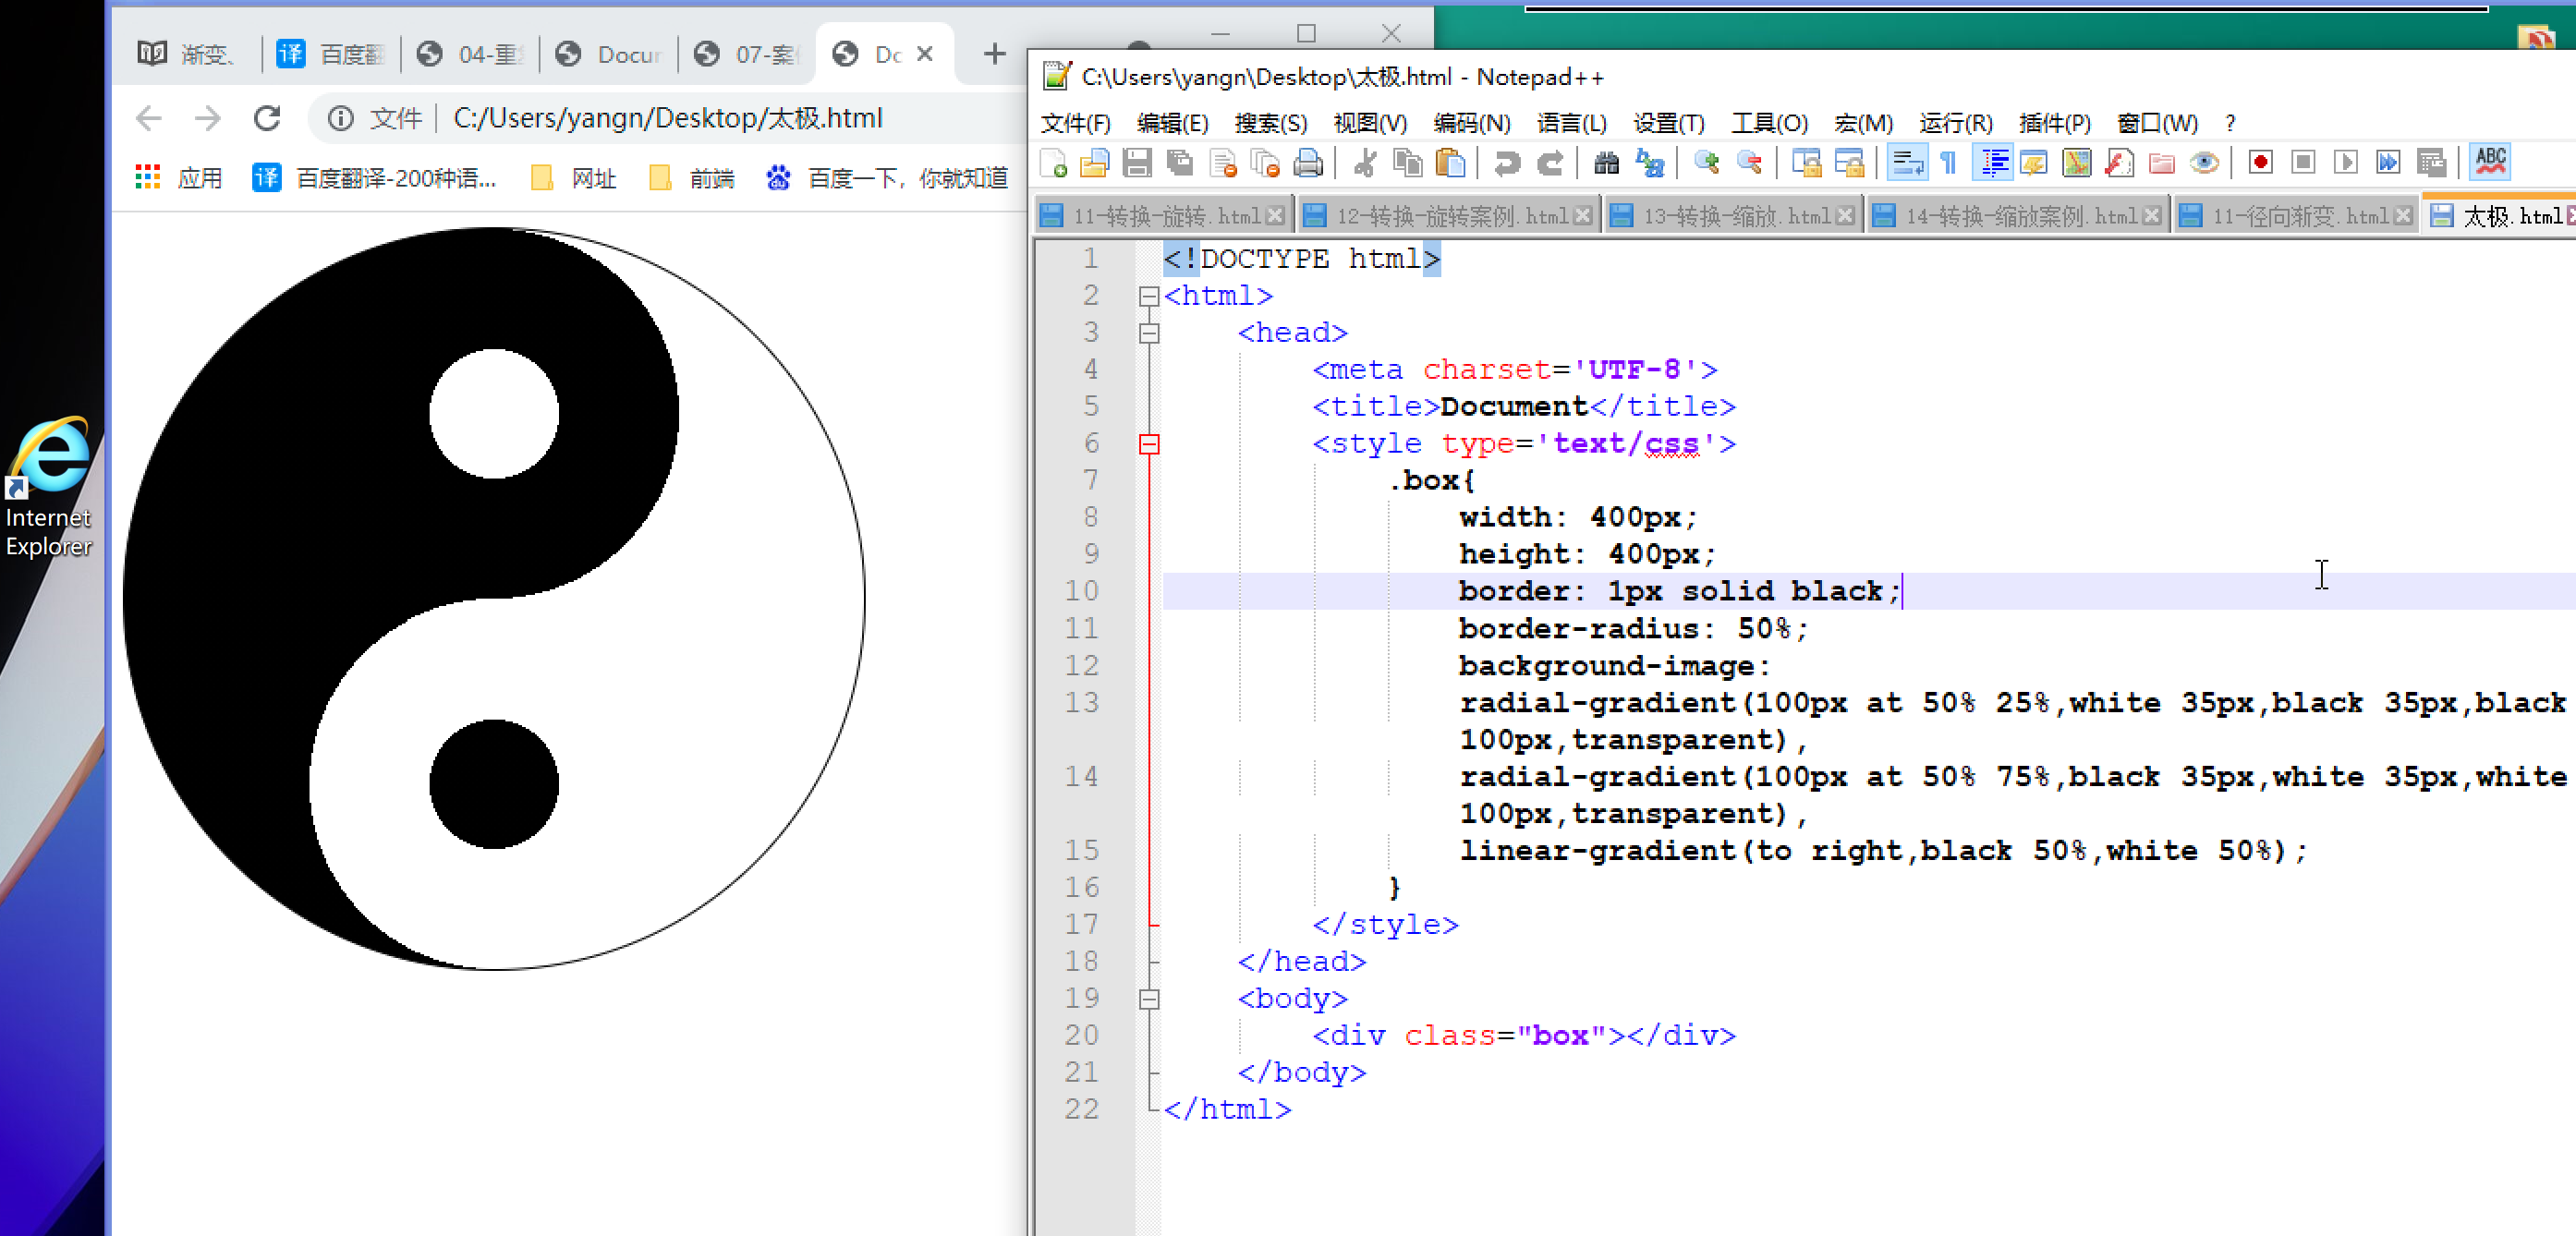 渐变、
译 百度翻
04-重
Docur
07-案
Dc
文件 C:/Users/yangn/Desktop/太极.html
应用
译 百度翻译-200种语...
网址
前端
百度一下，你就知道
Internet
Explorer
C:\Users\yangn\Desktop\太极.html - Notepad++
文件(F) 编辑(E) 搜索(S) 视图(V) 编码(N) 语言(L) 设置(T) 工具(O) 宏(M) 运行(R) 插件(P) 窗口(W) ?
ABC
11-转换-旋转.html 12-转换-旋转案例.html 13-转换-缩放.html 14-转换-缩放案例.html 11-径向渐变.html 太极.html
1 <!DOCTYPE html>
2 <html>
3 <head>
4 <meta charset='UTF-8'>
5 <title>Document</title>
6 <style type='text/css'>
7 .box{
8 width: 400px;
9 height: 400px;
10 border: 1px solid black;
11 border-radius: 50%;
12 background-image:
13 radial-gradient(100px at 50% 25%,white 35px,black 35px,black
100px,transparent),
14 radial-gradient(100px at 50% 75%,black 35px,white 35px,white
100px,transparent),
15 linear-gradient(to right,black 50%,white 50%);
16 }
17 </style>
18 </head>
19 <body>
20 <div class="box"></div>
21 </body>
22 </html>